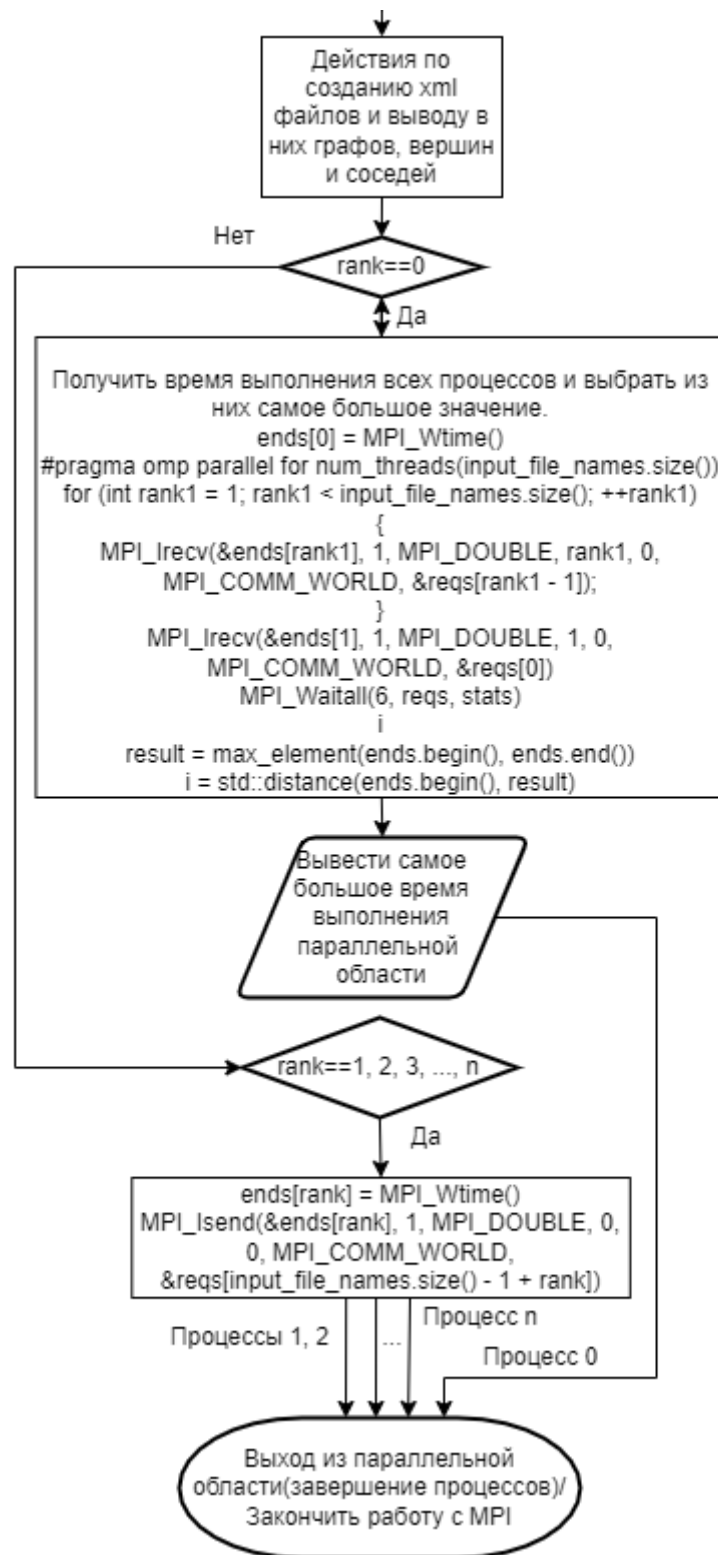 Действия по
созданию xml
файлов и выводу в
них графов, вершин
и соседей
Нет
rank==0
Да
Получить время выполнения всех процессов и выбрать из
них самое большое значение.
ends[0] = MPI_Wtime()
#pragma omp parallel for num_threads(input_file_names.size())
for (int rank1 = 1; rank1 < input_file_names.size(); ++rank1)
{
MPI_Irecv(&ends[rank1], 1, MPI_DOUBLE, rank1, 0,
MPI_COMM_WORLD, &reqs[rank1 - 1]);
}
MPI_Irecv(&ends[1], 1, MPI_DOUBLE, 1, 0,
MPI_COMM_WORLD, &reqs[0])
MPI_Waitall(6, reqs, stats)
i
result = max_element(ends.begin(), ends.end())
i = std::distance(ends.begin(), result)
Вывести самое
большое время
выполнения
параллельной
области
rank==1, 2, 3, ..., n
Да
ends[rank] = MPI_Wtime()
MPI_Isend(&ends[rank], 1, MPI_DOUBLE, 0,
0, MPI_COMM_WORLD,
&reqs[input_file_names.size() - 1 + rank])
Процессы 1, 2
...
Процесс n
Процесс 0
Выход из параллельной
области(завершение процессов)/
Закончить работу с MPI